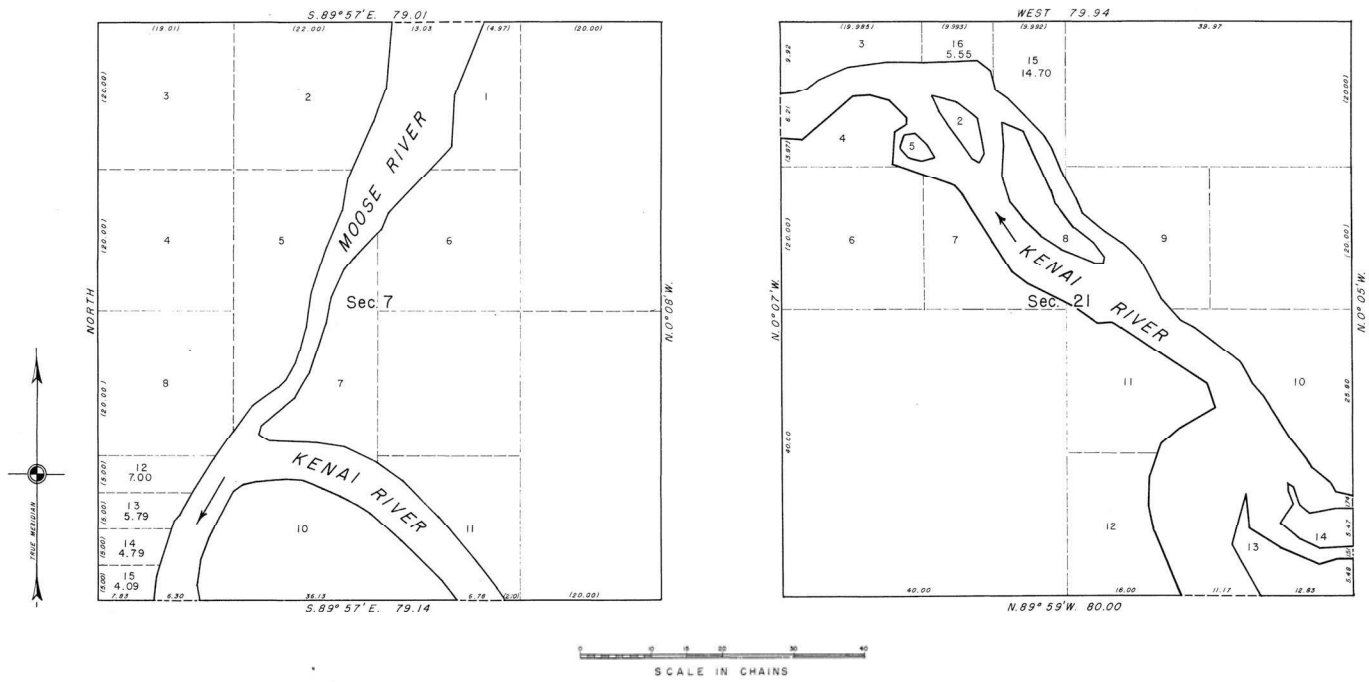 S. 89° 57' E. 79.01
(19.01) (22.00) 13.03 (4.97) (20.00)
3 2 1
(20.00)
MOOSE RIVER
4 5 6
(20.00)
NORTH
Sec. 7
N. 0° 08' W.
8 7
(20.00)
KENAI RIVER
12
7.00
(5.00)
13
5.79
(5.00)
14
4.79
(5.00)
15
4.09
(5.00)
10 11
7.83 6.30 36.13 6.78 (2.10) (20.00)
S. 89° 57' E. 79.14
TRUE MERIDIAN
WEST 79.94
(19.985) (9.993) (9.992) 39.97
3
16
5.55
15
14.70
9.92
6.21
(3.87)
(20.00)
4 5 2
6 7 8 9
(20.00)
(20.00)
KENAI RIVER
N. 0° 07' W.
Sec. 21
N. 0° 05' W.
11 10
40.00
25.80
12 13 14
1.74
5.47
1.51
5.48
40.00 16.00 11.17 12.83
N. 89° 59' W. 80.00
0 5 10 15 20 30 40
SCALE IN CHAINS